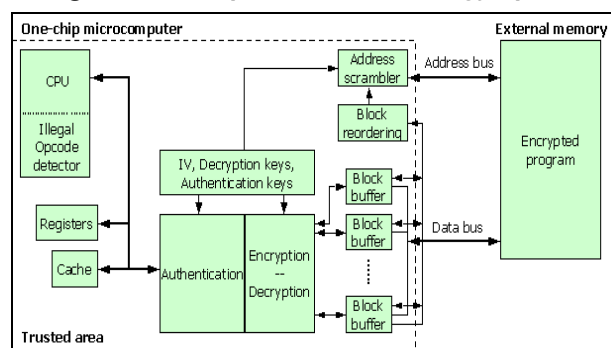 One-chip microcomputer
External memory
CPU
Illegal
Opcode
detector
Address
scrambler
Address bus
Block
reordering
Encrypted
program
IV, Decryption keys,
Authentication keys
Block
buffer
Registers
Block
buffer
Data bus
Cache
Authentication
Encryption
--
Decryption
Block
buffer
Trusted area